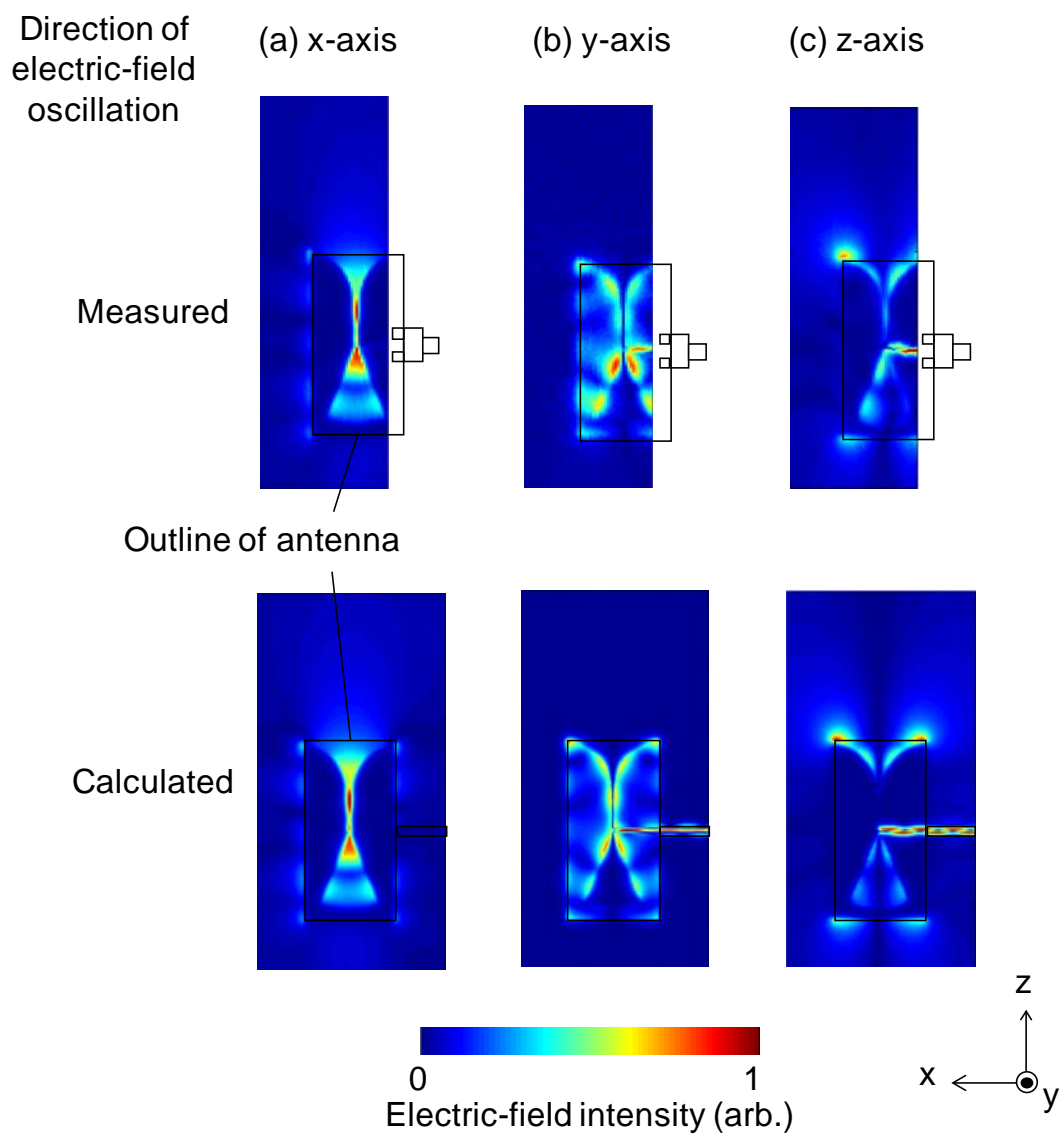 Direction of
electric-field
oscillation
(a) x-axis
(b) y-axis
(c) z-axis
Measured
Outline of antenna
Calculated
0
1
Electric-field intensity (arb.)
z
x
y